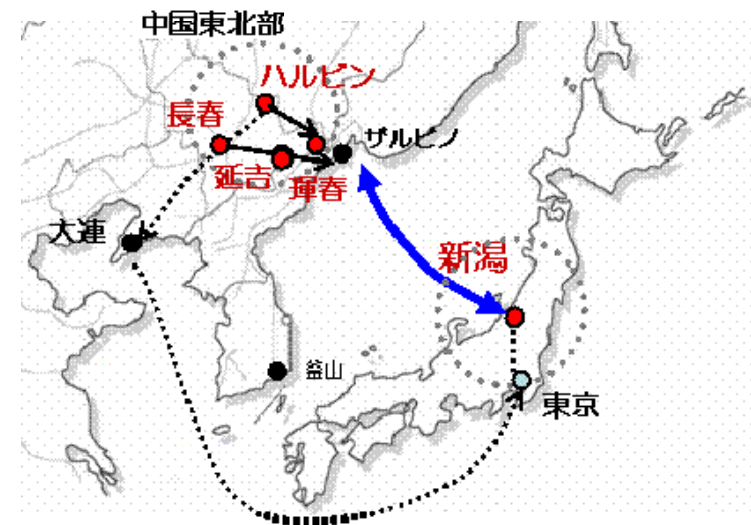 中国東北部
ハルビン
長春
ザルビノ
延吉
琿春
大連
新潟
釜山
東京